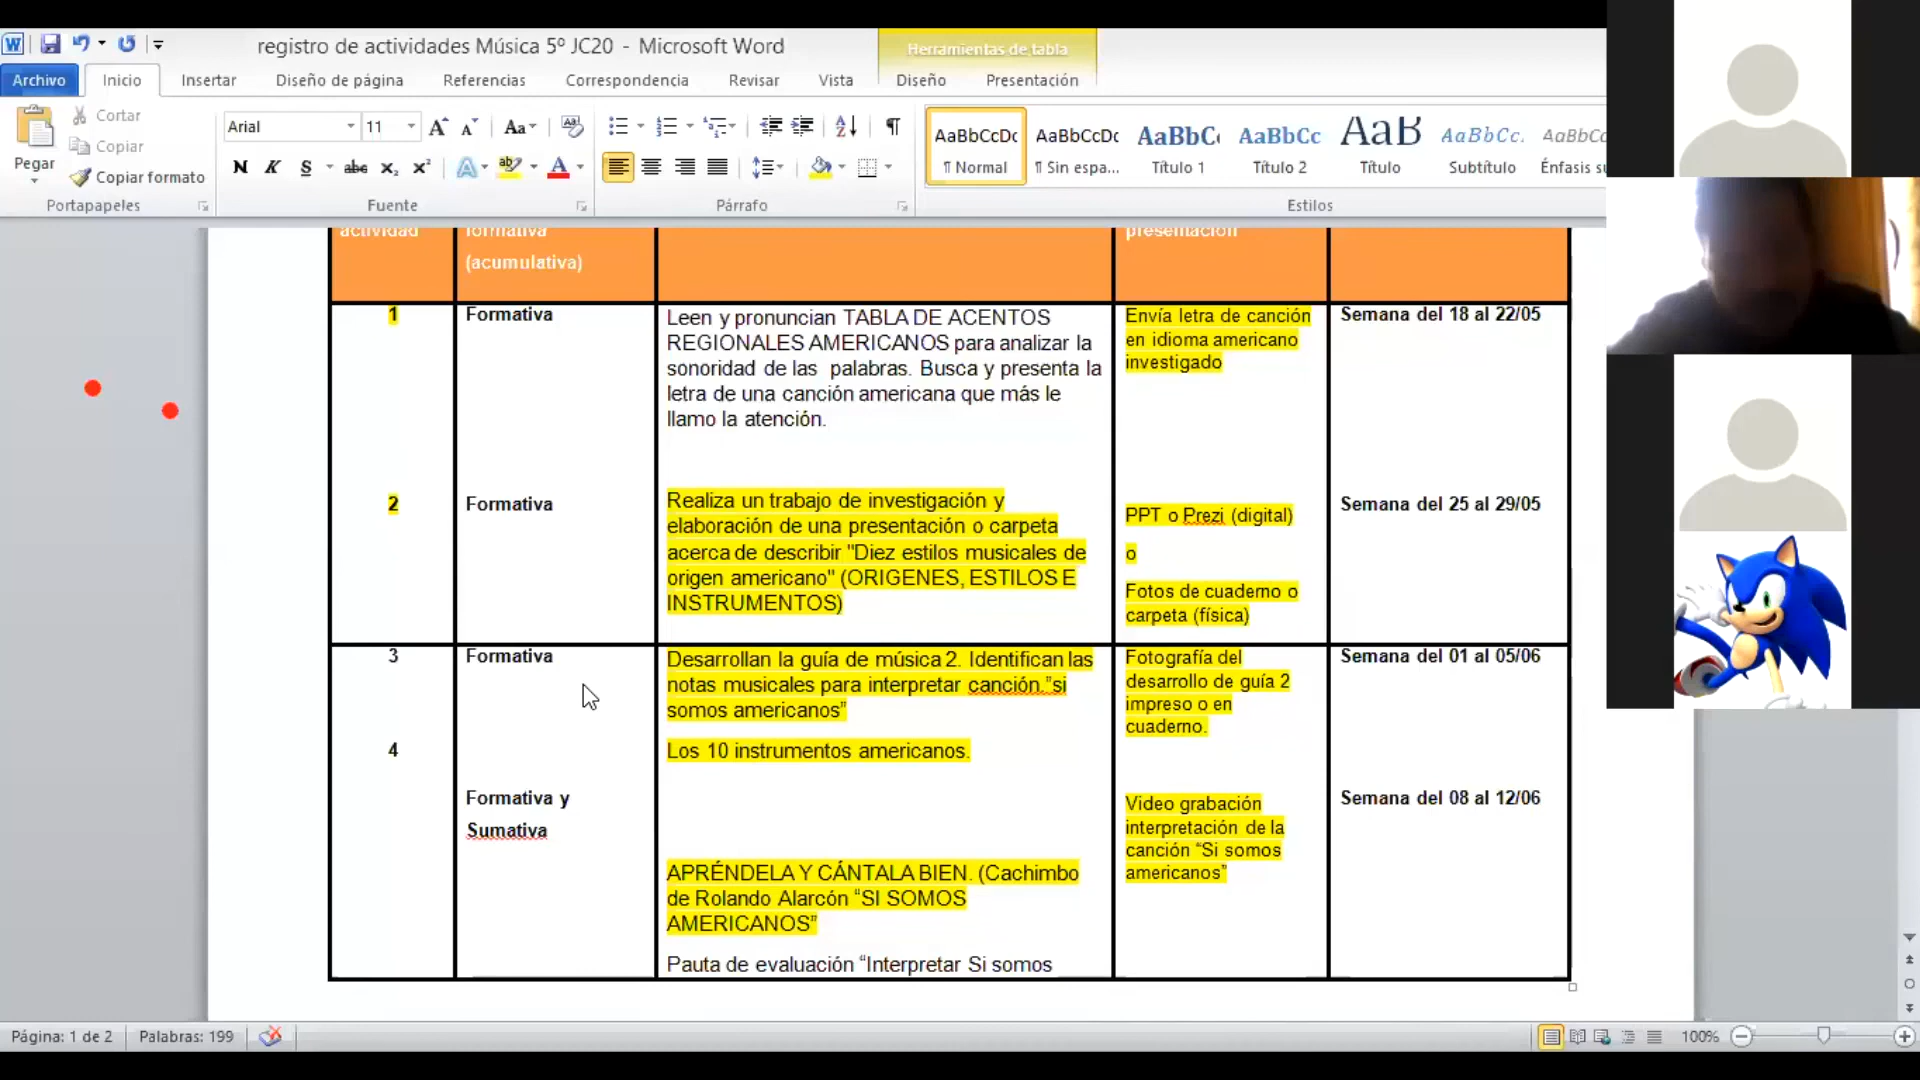 registro de actividades Música 5º JC20 - Microsoft Word
Herramientas de tabla
Archivo Inicio Insertar Diseño de página Referencias Correspondencia Revisar Vista Diseño Presentación
Pegar
Cortar
Copiar
Copiar formato
Portapapeles
Arial 11
N K S abc x₂ x²
Fuente
Párrafo
AaBbCcDc AaBbCcDc AaBbC AaBbCc AaB AaBbCc. AaBbCc
¶ Normal ¶ Sin espa... Título 1 Título 2 Título Subtítulo Énfasis su
Estilos
actividad formativa presentación
(acumulativa)
1 Formativa
Leen y pronuncian TABLA DE ACENTOS
REGIONALES AMERICANOS para analizar la
sonoridad de las palabras. Busca y presenta la
letra de una canción americana que más le
llamo la atención.
Envía letra de canción
en idioma americano
investigado
Semana del 18 al 22/05
2 Formativa
Realiza un trabajo de investigación y
elaboración de una presentación o carpeta
acerca de describir "Diez estilos musicales de
origen americano" (ORIGENES, ESTILOS E
INSTRUMENTOS)
PPT o Prezi (digital)
o
Fotos de cuaderno o
carpeta (física)
Semana del 25 al 29/05
3 Formativa
Desarrollan la guía de música 2. Identifican las
notas musicales para interpretar canción."si
somos americanos”
Fotografía del
desarrollo de guía 2
impreso o en
cuaderno.
Semana del 01 al 05/06
4
Los 10 instrumentos americanos.
Formativa y
Sumativa
APRÉNDELA Y CÁNTALA BIEN. (Cachimbo
de Rolando Alarcón “SI SOMOS
AMERICANOS”
Pauta de evaluación “Interpretar Si somos
Video grabación
interpretación de la
canción “Si somos
americanos”
Semana del 08 al 12/06
Página: 1 de 2 Palabras: 199 100%